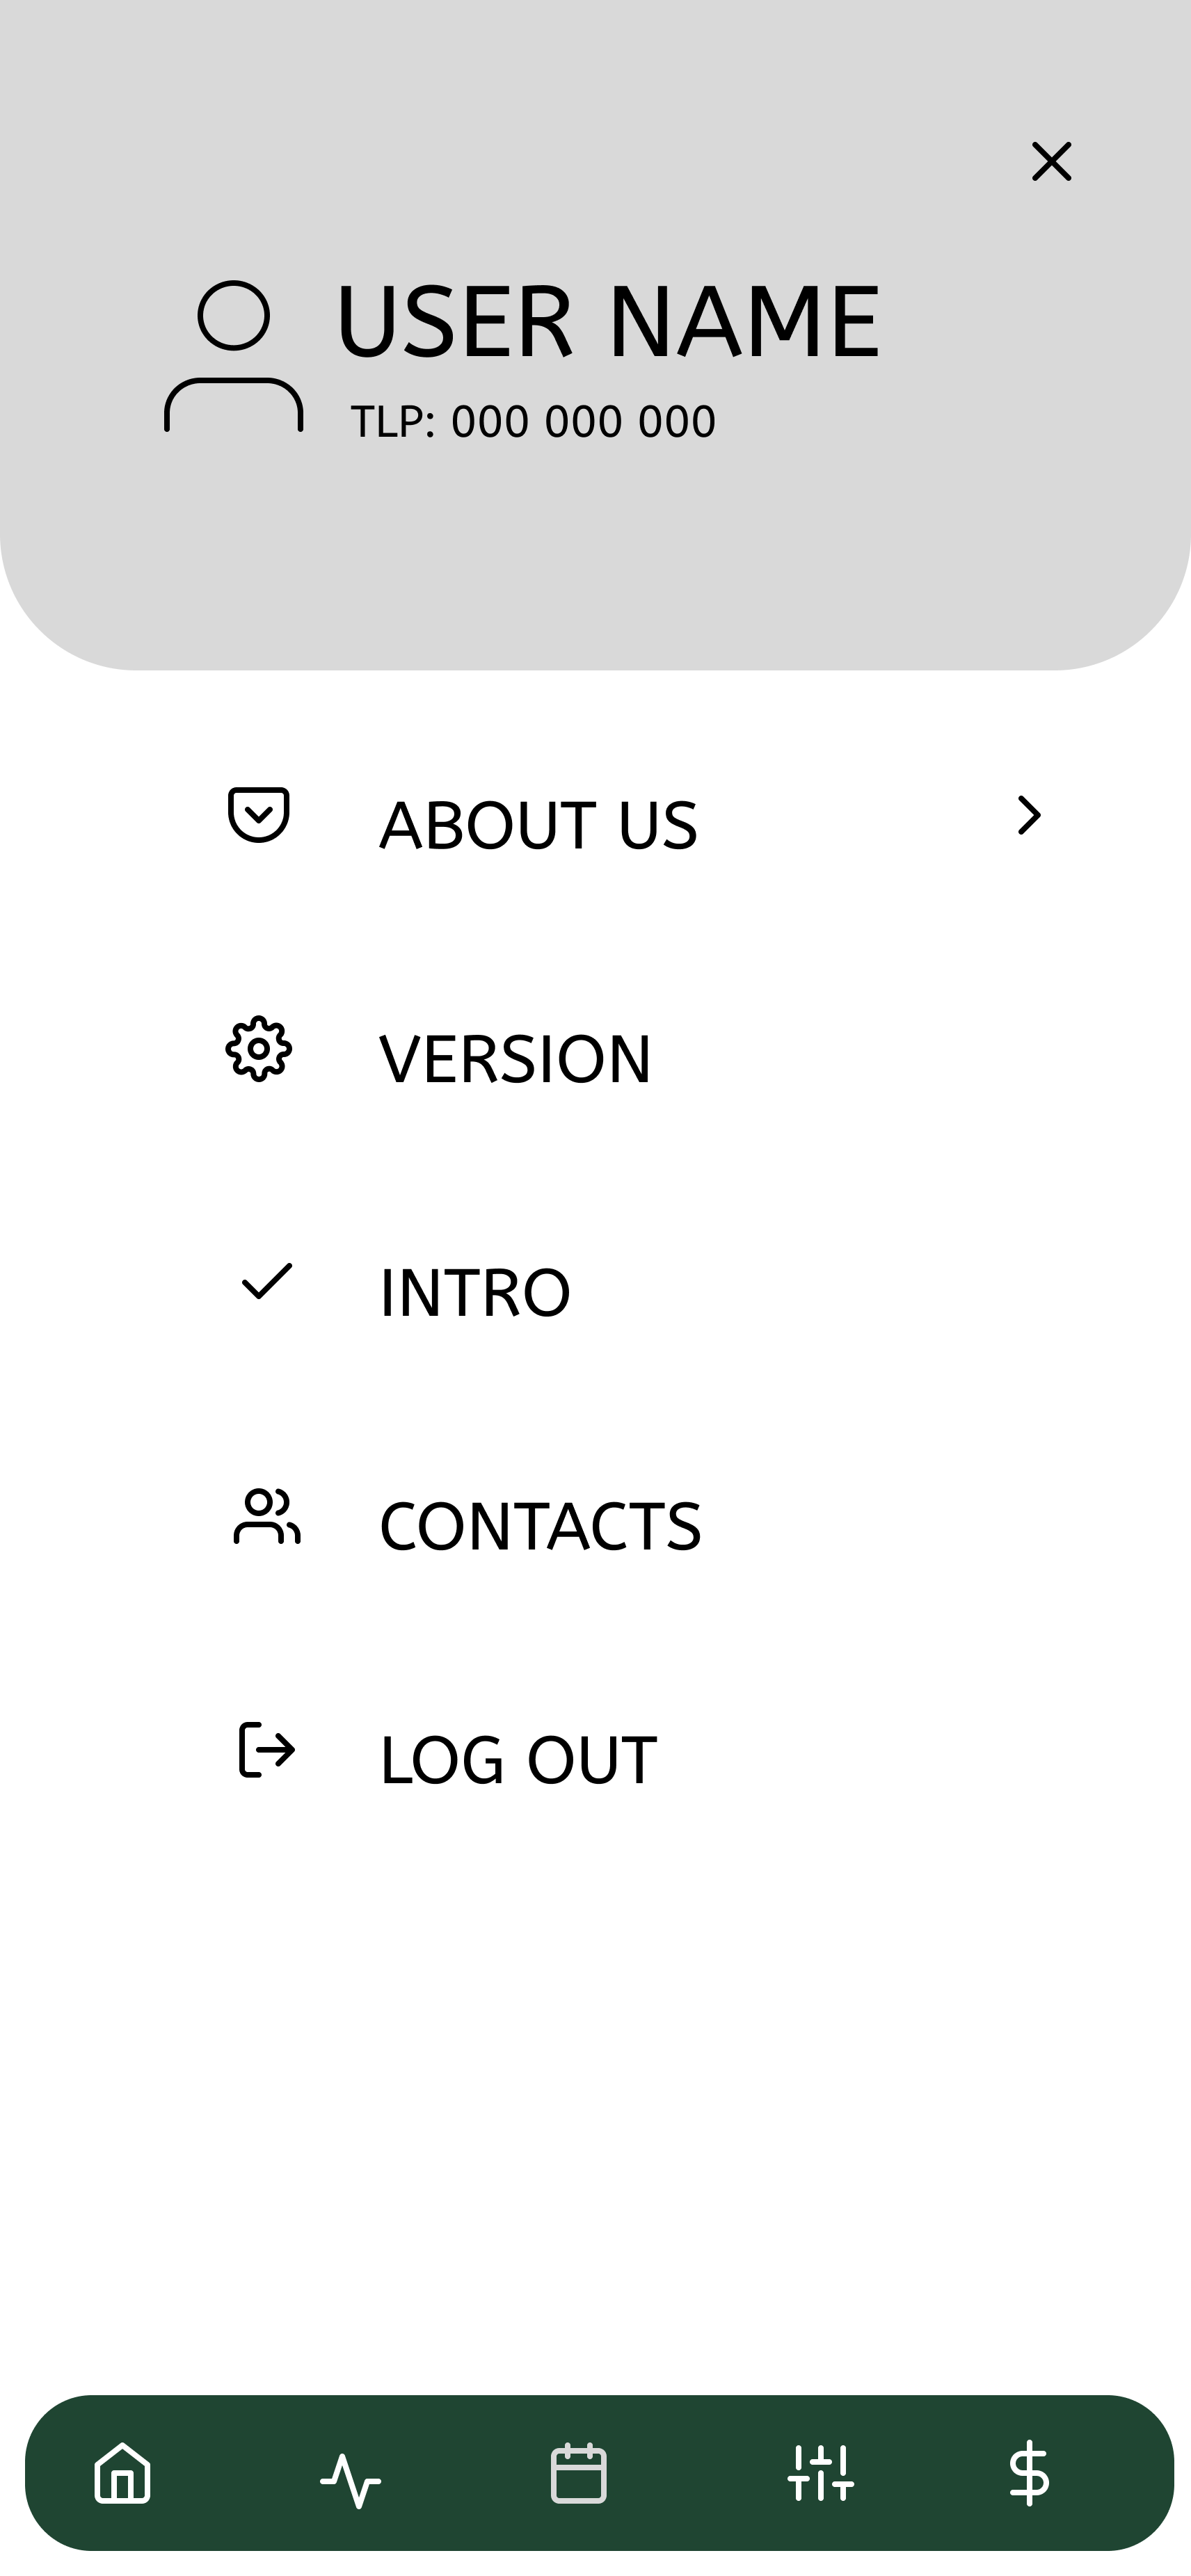 USER NAME
TLP: 000 000 000
ABOUT US
VERSION
INTRO
CONTACTS
LOG OUT